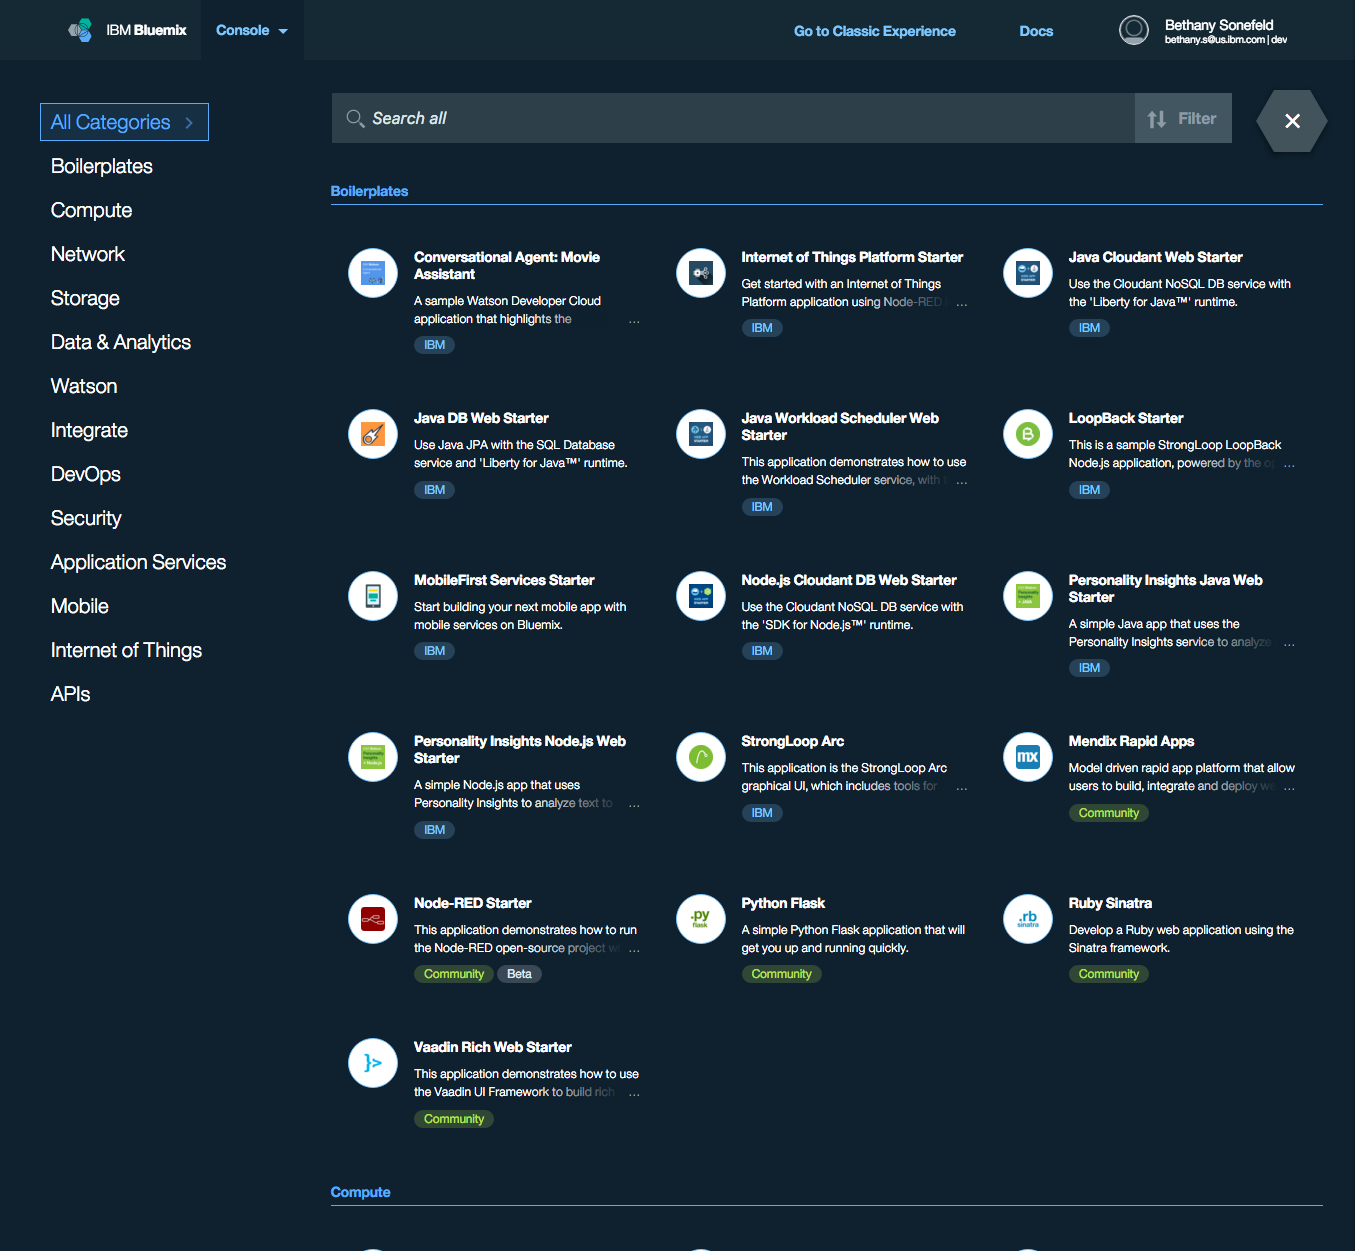 IBM Bluemix
Console
Go to Classic Experience
Docs
Bethany Sonefeld
bethany.s@us.ibm.com | dev
All Categories
Boilerplates
Compute
Network
Storage
Data & Analytics
Watson
Integrate
DevOps
Security
Application Services
Mobile
Internet of Things
APIs
Search all
Filter
Boilerplates
Conversational Agent: Movie
Assistant
A sample Watson Developer Cloud
application that highlights the ...
IBM
Internet of Things Platform Starter
Get started with an Internet of Things
Platform application using Node-RED ...
IBM
Java Cloudant Web Starter
Use the Cloudant NoSQL DB service with
the 'Liberty for Java™' runtime.
IBM
Java DB Web Starter
Use Java JPA with the SQL Database
service and 'Liberty for Java™' runtime.
IBM
Java Workload Scheduler Web
Starter
This application demonstrates how to use
the Workload Scheduler service, with ...
IBM
LoopBack Starter
This is a sample StrongLoop LoopBack
Node.js application, powered by the ...
IBM
MobileFirst Services Starter
Start building your next mobile app with
mobile services on Bluemix.
IBM
Node.js Cloudant DB Web Starter
Use the Cloudant NoSQL DB service with
the 'SDK for Node.js™' runtime.
IBM
Personality Insights Java Web
Starter
A simple Java app that uses the
Personality Insights service to analyze ...
IBM
Personality Insights Node.js Web
Starter
A simple Node.js app that uses
Personality Insights to analyze text to ...
IBM
StrongLoop Arc
This application is the StrongLoop Arc
graphical UI, which includes tools for ...
IBM
mx
Mendix Rapid Apps
Model driven rapid app platform that allow
users to build, integrate and deploy ...
Community
Node-RED Starter
This application demonstrates how to run
the Node-RED open-source project ...
Community
Beta
.py
flask
Python Flask
A simple Python Flask application that will
get you up and running quickly.
Community
.rb
sinatra
Ruby Sinatra
Develop a Ruby web application using the
Sinatra framework.
Community
}>
Vaadin Rich Web Starter
This application demonstrates how to use
the Vaadin UI Framework to build rich ...
Community
Compute